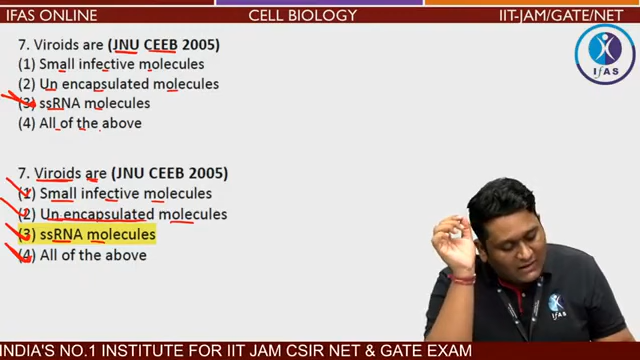 IFAS ONLINE CELL BIOLOGY IIT-JAM/GATE/NET
7. Viroids are (JNU CEEB 2005)
(1) Small infective molecules
(2) Un encapsulated molecules
(3) ssRNA molecules
(4) All of the above
7. Viroids are (JNU CEEB 2005)
(1) Small infective molecules
(2) Un encapsulated molecules
(3) ssRNA molecules
(4) All of the above
IFAS
iFAS
INDIA'S NO.1 INSTITUTE FOR IIT JAM CSIR NET & GATE EXAM